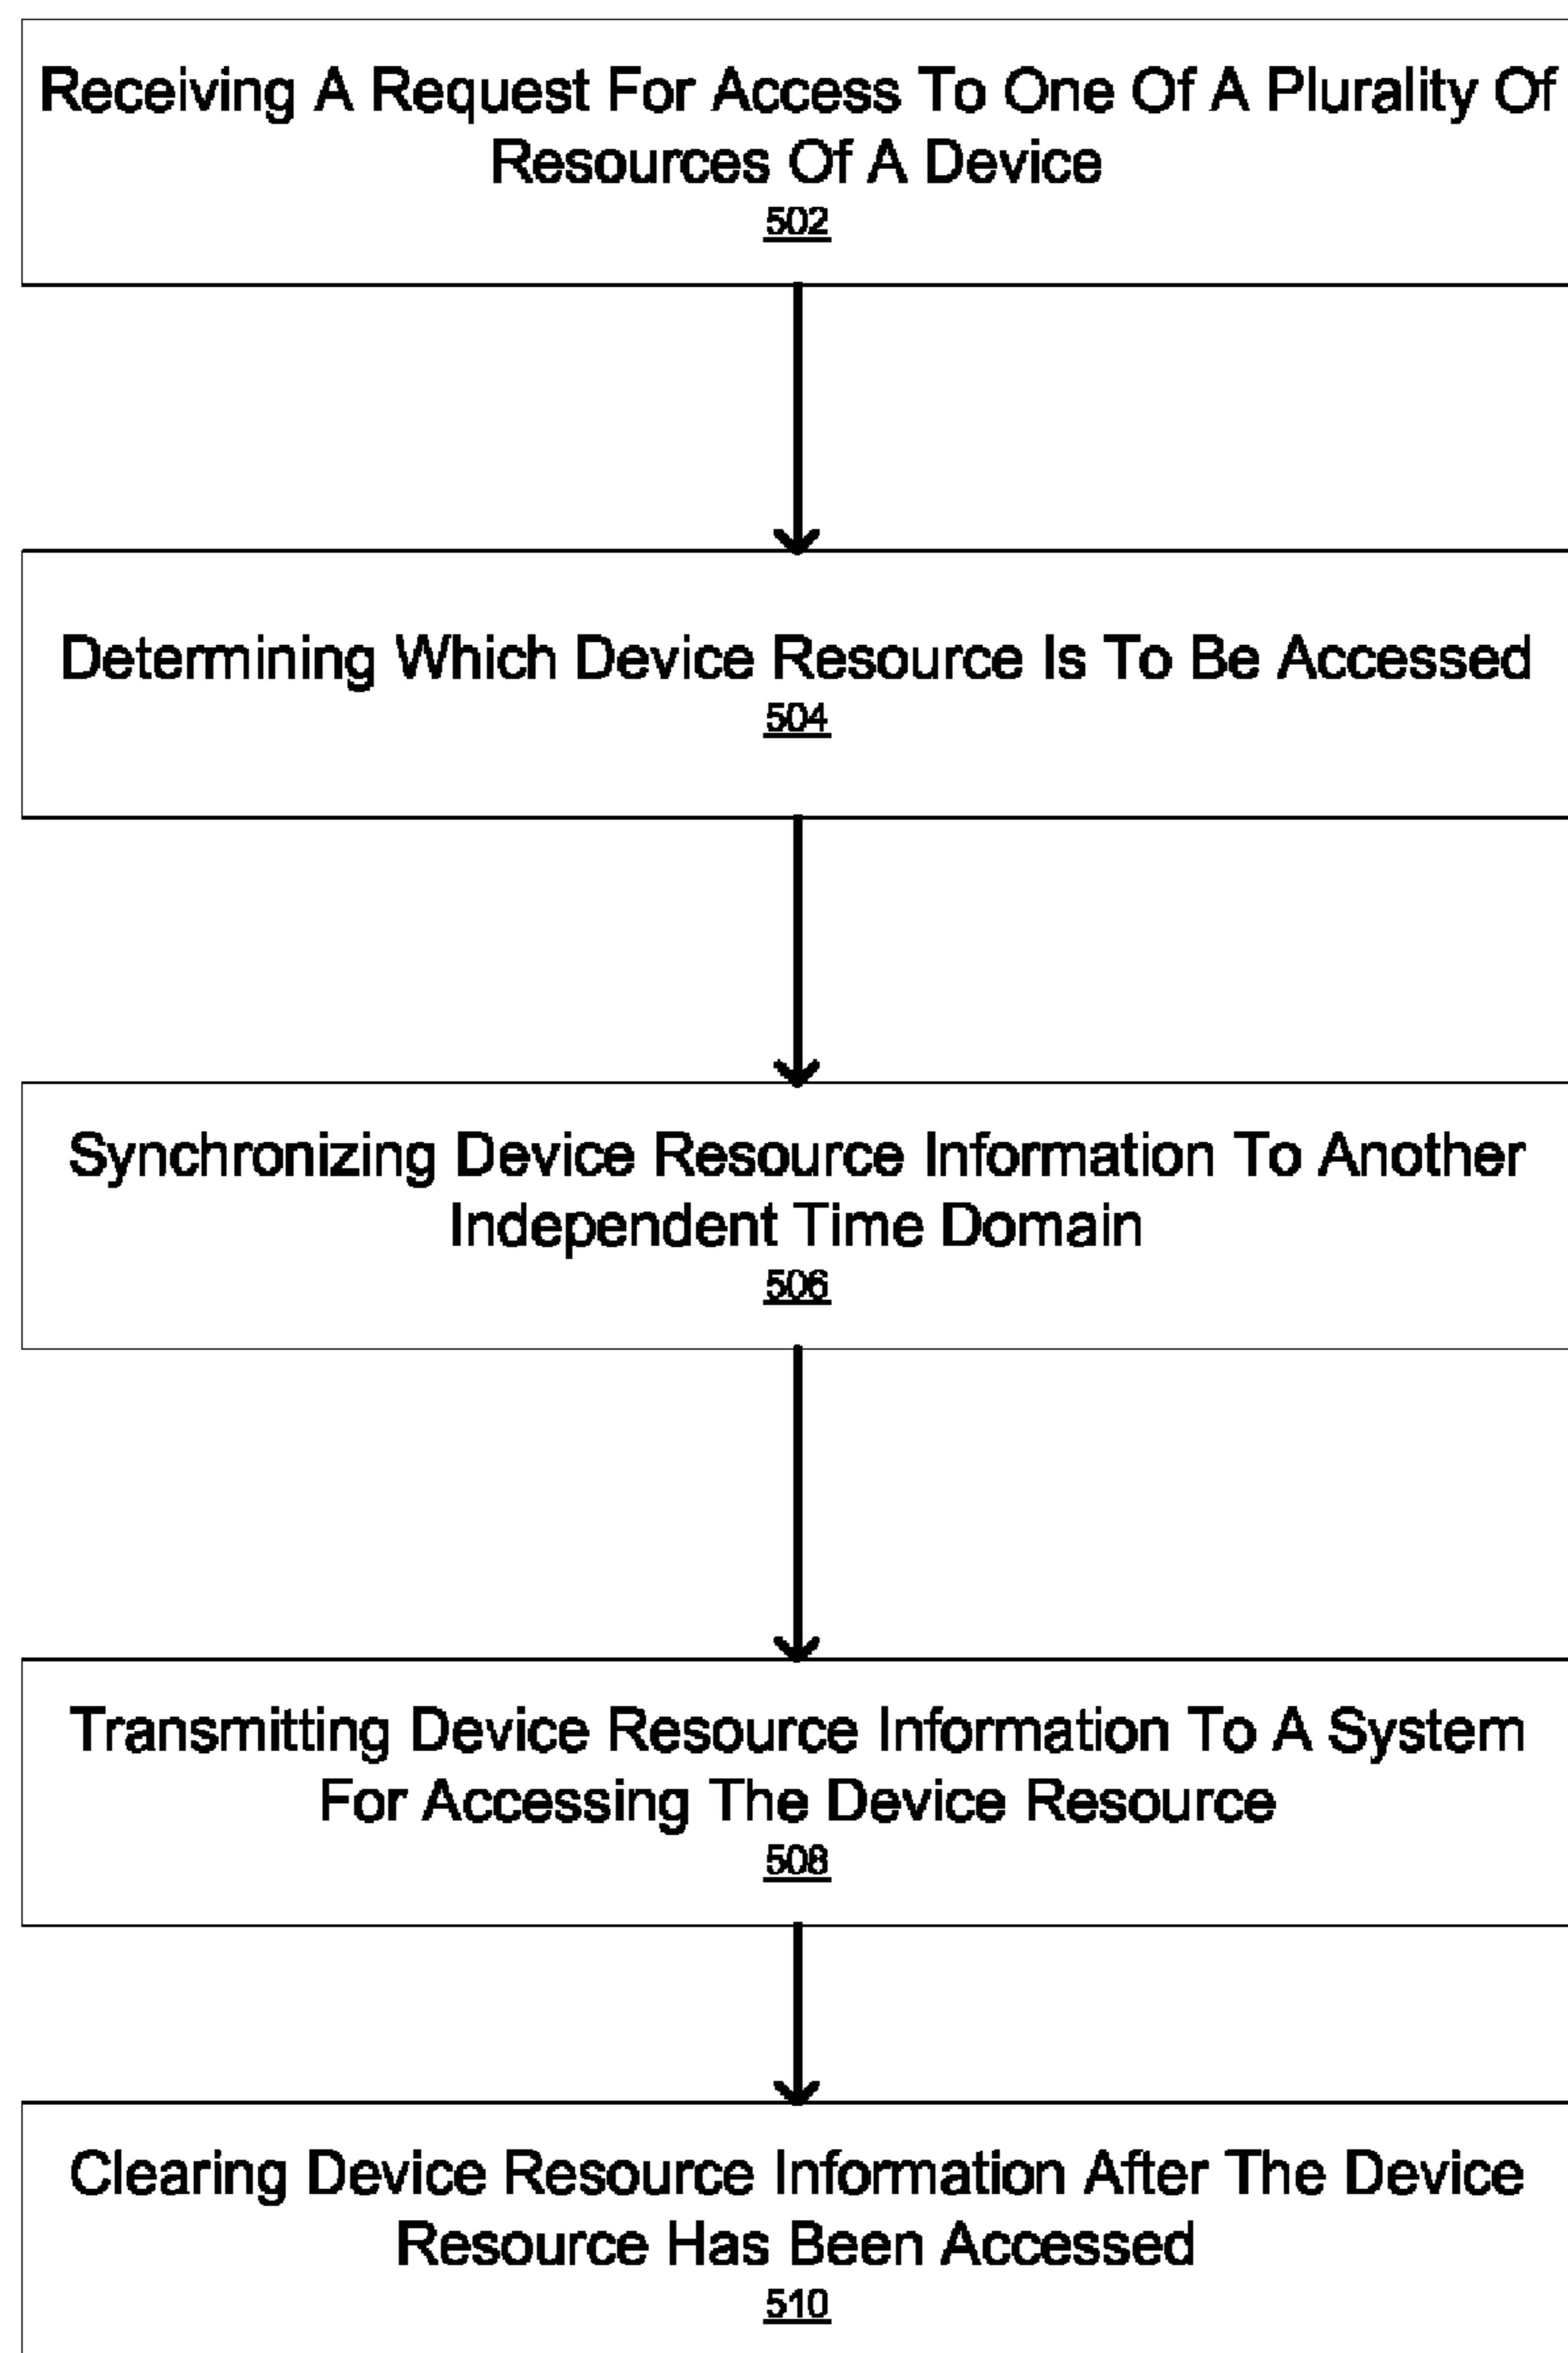 Receiving A Request For Access To One Of A Plurality Of
Resources Of A Device
502
Determining Which Device Resource Is To Be Accessed
504
Synchronizing Device Resource Information To Another
Independent Time Domain
506
Transmitting Device Resource Information To A System
For Accessing The Device Resource
508
Clearing Device Resource Information After The Device
Resource Has Been Accessed
510